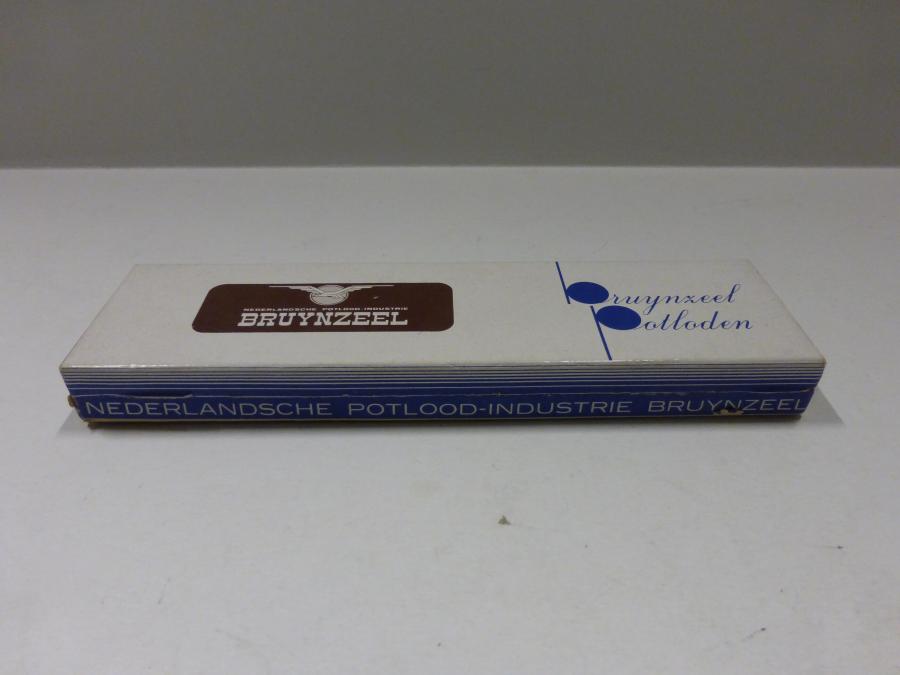 NEDERLANDSCHE POTLOOD-INDUSTRIE
BRUYNZEEL
bruynzeel
potloden
NEDERLANDSCHE POTLOOD-INDUSTRIE BRUYNZEEL